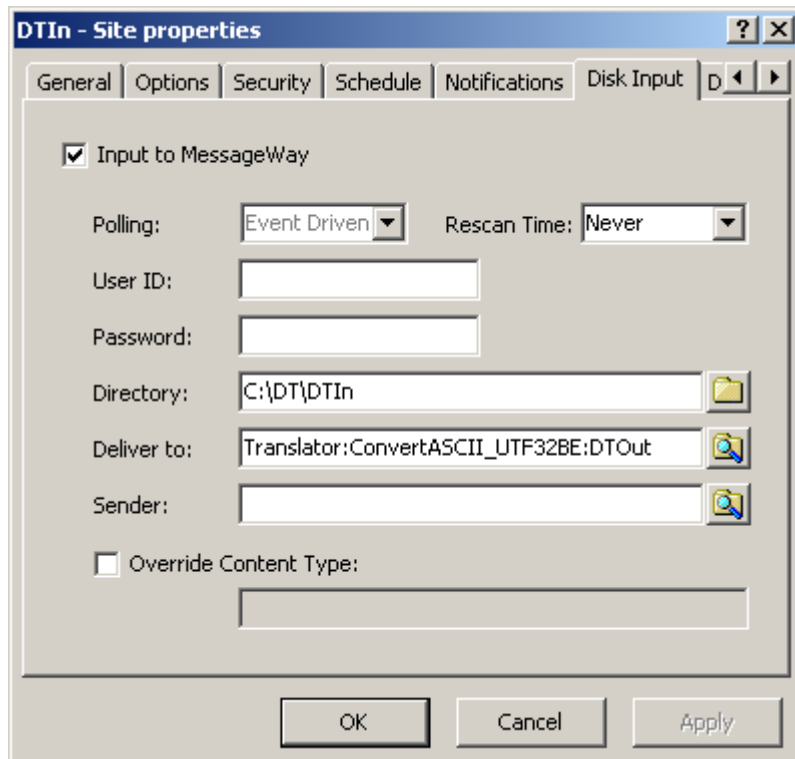 DTIn - Site properties
General Options Security Schedule Notifications Disk Input D
Input to MessageWay
Polling: Event Driven Rescan Time: Never
User ID:
Password:
Directory: C:\DT\DTIn
Deliver to: Translator:ConvertASCII_UTF32BE:DTOut
Sender:
Override Content Type:
OK Cancel Apply